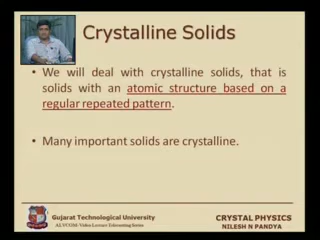 Crystalline Solids
• We will deal with crystalline solids, that is
solids with an atomic structure based on a
regular repeated pattern.
• Many important solids are crystalline.
Gujarat Technological University
CRYSTAL PHYSICS
NILESH N PANDYA